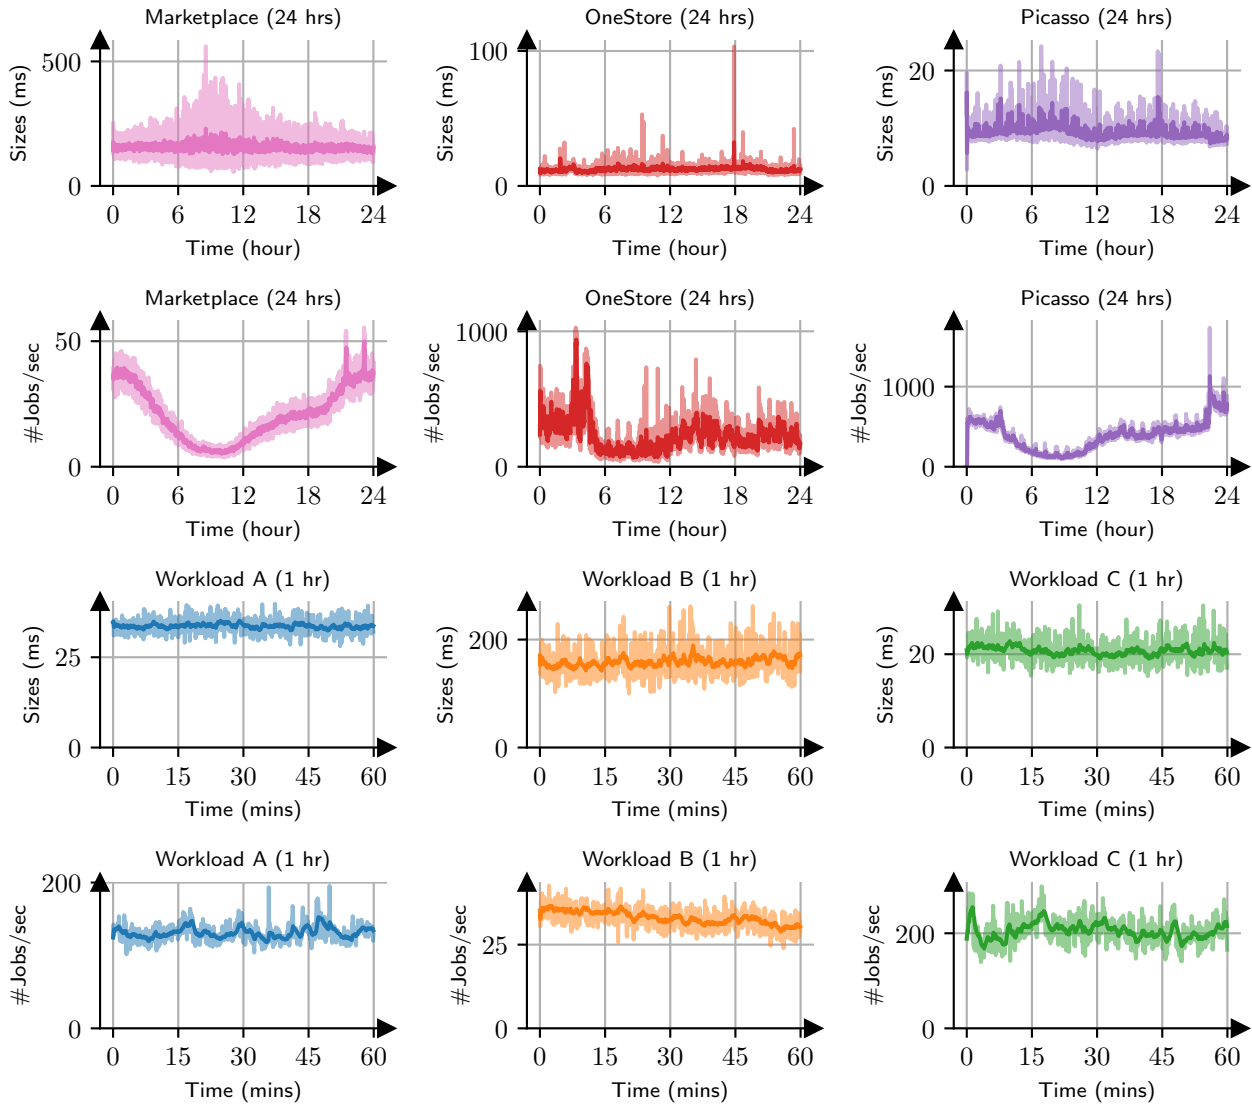 Marketplace (24 hrs)
Sizes (ms)
500
0
0 6 12 18 24
Time (hour)
OneStore (24 hrs)
Sizes (ms)
100
0
0 6 12 18 24
Time (hour)
Picasso (24 hrs)
Sizes (ms)
20
0
0 6 12 18 24
Time (hour)
Marketplace (24 hrs)
#Jobs/sec
50
0
0 6 12 18 24
Time (hour)
OneStore (24 hrs)
#Jobs/sec
1000
0
0 6 12 18 24
Time (hour)
Picasso (24 hrs)
#Jobs/sec
1000
0
0 6 12 18 24
Time (hour)
Workload A (1 hr)
Sizes (ms)
25
0
0 15 30 45 60
Time (mins)
Workload B (1 hr)
Sizes (ms)
200
0
0 15 30 45 60
Time (mins)
Workload C (1 hr)
Sizes (ms)
20
0
0 15 30 45 60
Time (mins)
Workload A (1 hr)
#Jobs/sec
200
0
0 15 30 45 60
Time (mins)
Workload B (1 hr)
#Jobs/sec
25
0
0 15 30 45 60
Time (mins)
Workload C (1 hr)
#Jobs/sec
200
0
0 15 30 45 60
Time (mins)